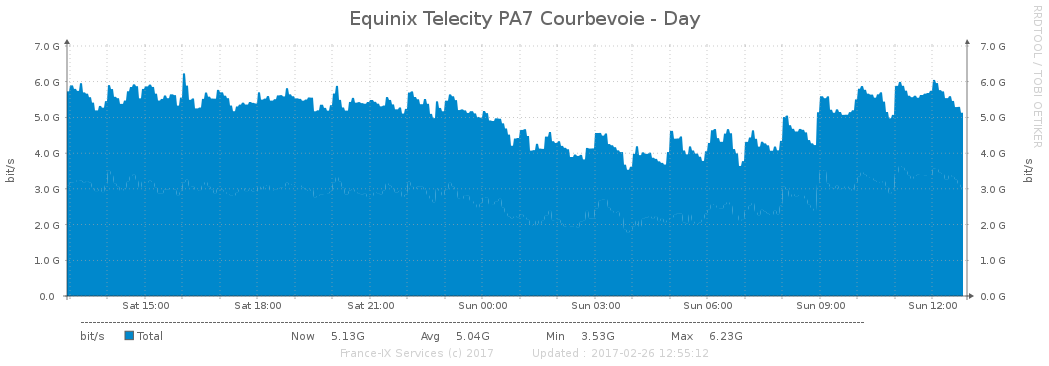 Equinix Telecity PA7 Courbevoie - Day
RRDTOOL / TOBI OETIKER
bit/s
7.0 G
6.0 G
5.0 G
4.0 G
3.0 G
2.0 G
1.0 G
0.0
7.0 G
6.0 G
5.0 G
4.0 G
3.0 G
2.0 G
1.0 G
0.0 G
bit/s
Sat 15:00 Sat 18:00 Sat 21:00 Sun 00:00 Sun 03:00 Sun 06:00 Sun 09:00 Sun 12:00
bit/s Total Now 5.13G Avg 5.04G Min 3.53G Max 6.23G
France-IX Services (c) 2017 Updated : 2017-02-26 12:55:12